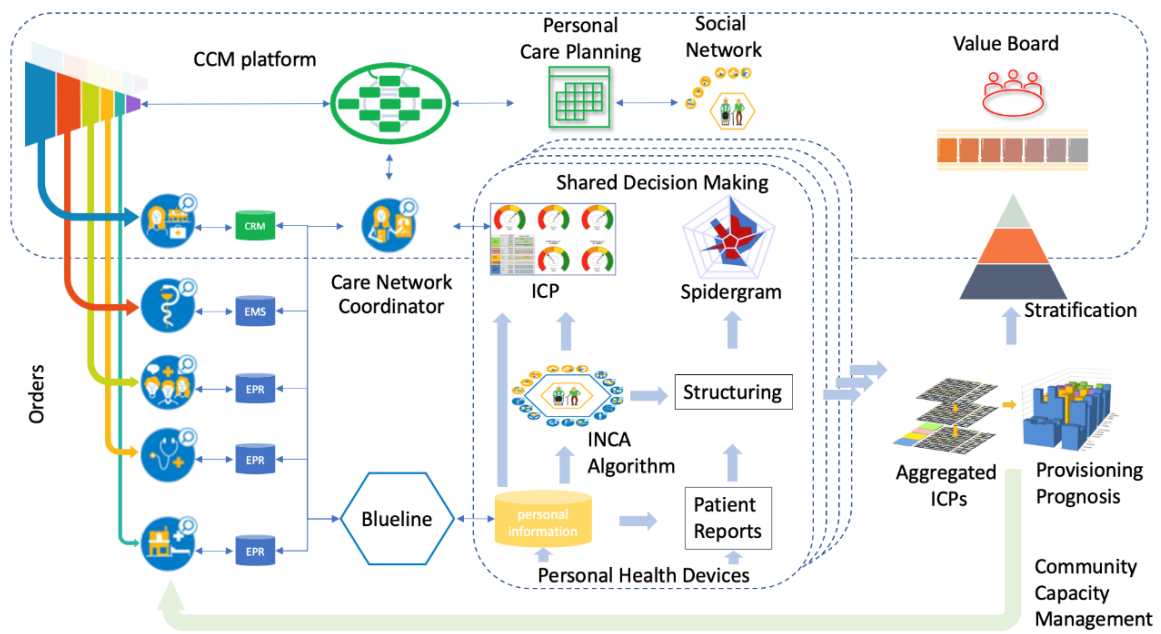 CCM platform
Personal
Care Planning
Social
Network
Value Board
Shared Decision Making
CRM
Care Network
Coordinator
ICP
Spidergram
EMS
Stratification
Orders
EPR
Structuring
INCA
Algorithm
EPR
Aggregated
ICPs
Provisioning
Prognosis
Blueline
personal
information
Patient
Reports
EPR
Personal Health Devices
Community
Capacity
Management